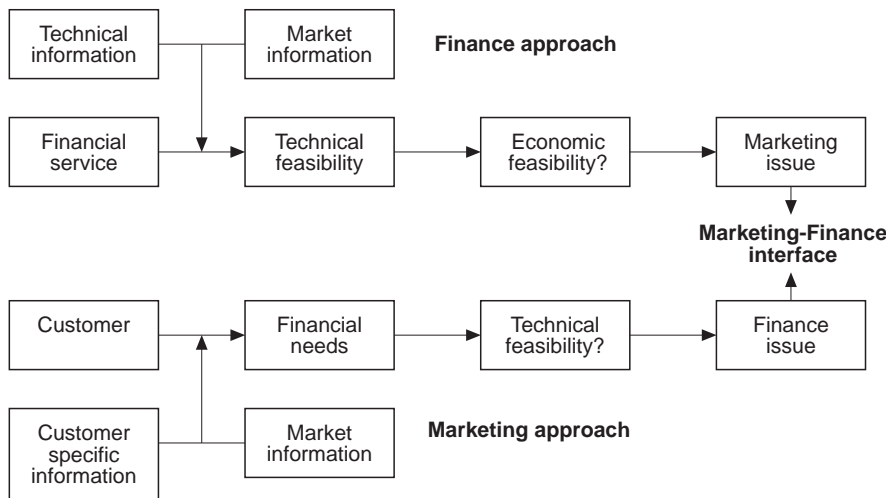 Technical
information
Market
information
Finance approach
Financial
service
Technical
feasibility
Economic
feasibility?
Marketing
issue
Marketing-Finance
interface
Customer
Financial
needs
Technical
feasibility?
Finance
issue
Customer
specific
information
Market
information
Marketing approach